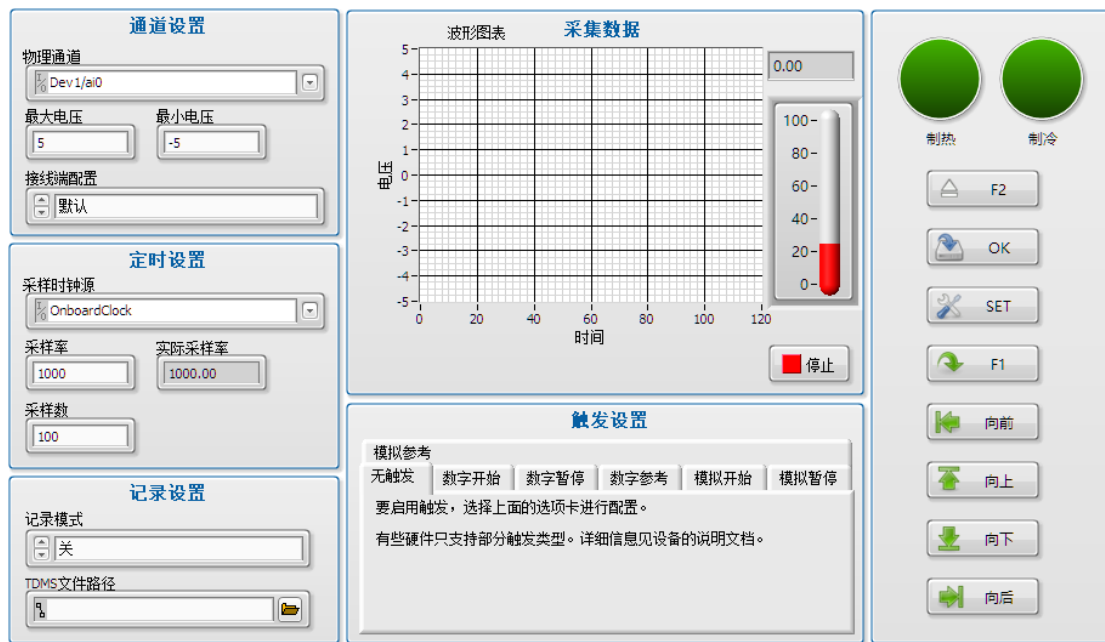 通道设置
物理通道
Dev1/ai0
最大电压
最小电压
5
-5
接线端配置
默认
定时设置
采样时钟源
OnboardClock
采样率
实际采样率
1000
1000.00
采样数
100
记录设置
记录模式
关
TDMS文件路径
采集数据
波形图表
电压
5
4
3
2
1
0
-1
-2
-3
-4
-5
0
20
40
60
80
100
120
时间
0.00
100
80
60
40
20
0
停止
触发设置
模拟参考
无触发
数字开始
数字暂停
数字参考
模拟开始
模拟暂停
要启用触发，选择上面的选项卡进行配置。
有些硬件只支持部分触发类型。详细信息见设备的说明文档。
制热
制冷
F2
OK
SET
F1
向前
向上
向下
向后